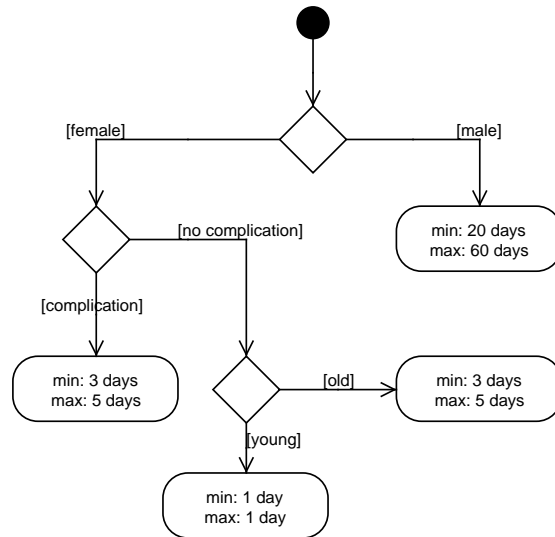 [female]
[male]
[no complication]
min: 20 days
max: 60 days
[complication]
min: 3 days
max: 5 days
[old]
min: 3 days
max: 5 days
[young]
min: 1 day
max: 1 day